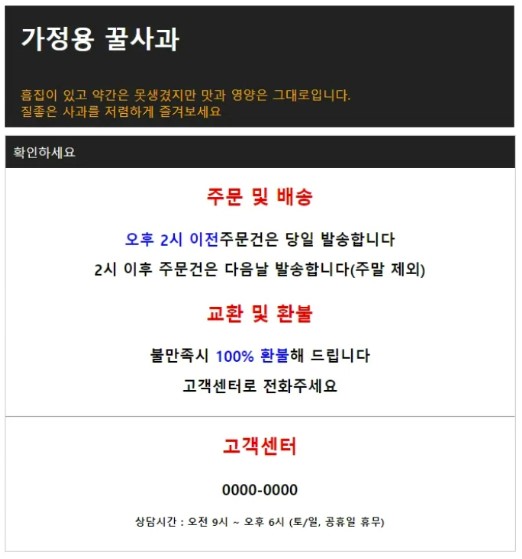 가정용 꿀사과
흠집이 있고 약간은 못생겼지만 맛과 영양은 그대로입니다.
질좋은 사과를 저렴하게 즐겨보세요
확인하세요
주문 및 배송
오후 2시 이전주문건은 당일 발송합니다
2시 이후 주문건은 다음날 발송합니다(주말 제외)
교환 및 환불
불만족시 100% 환불해 드립니다
고객센터로 전화주세요
고객센터
0000-0000
상담시간 : 오전 9시 ~ 오후 6시 (토/일, 공휴일 휴무)